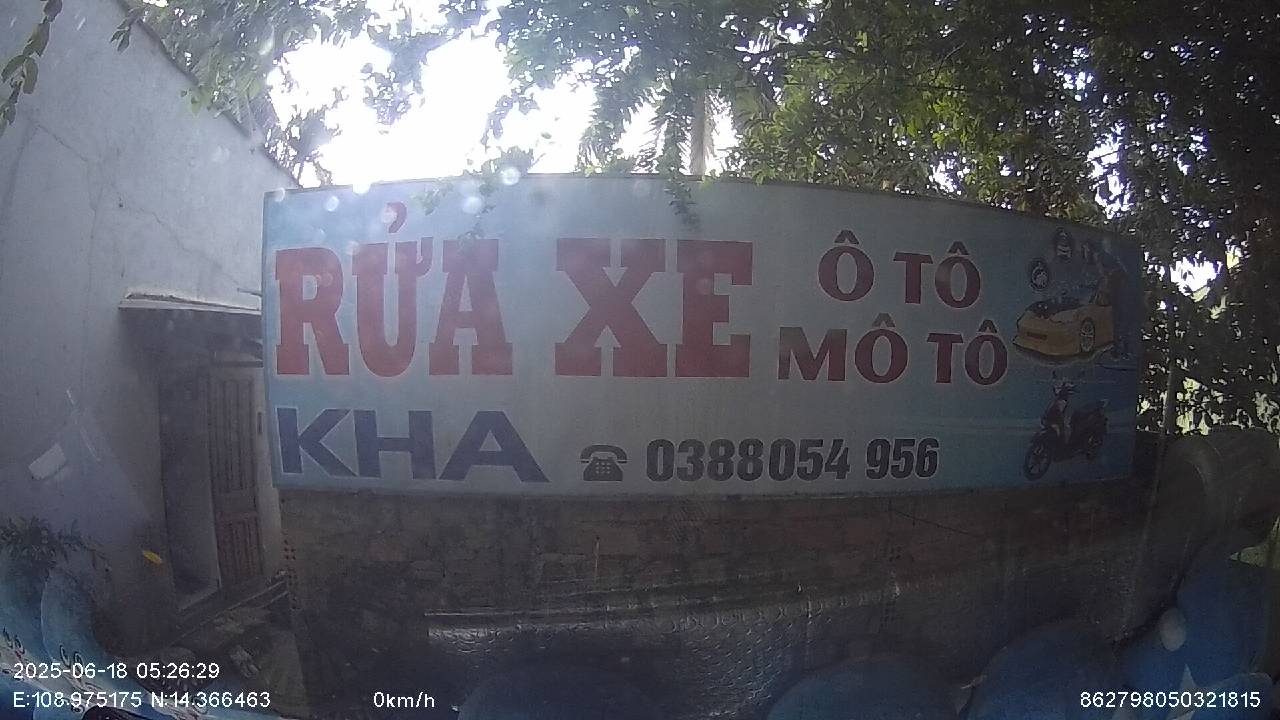 RỬA XE
Ô TÔ
MÔ TÔ
KHA
0388054 956
2025-06-18 05:26:29
E:108.975175 N:14.366463
0km/h
862798050321815